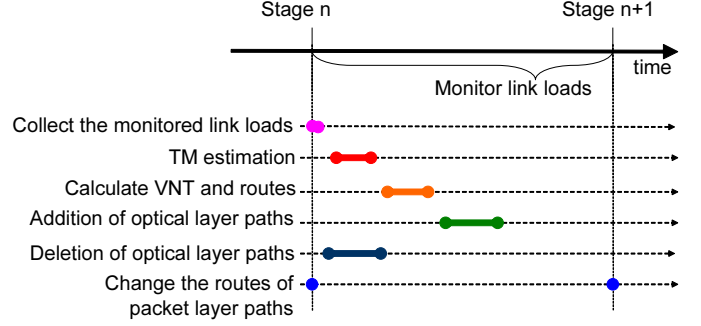 Stage n
Stage n+1
time
Monitor link loads
Collect the monitored link loads
TM estimation
Calculate VNT and routes
Addition of optical layer paths
Deletion of optical layer paths
Change the routes of
packet layer paths